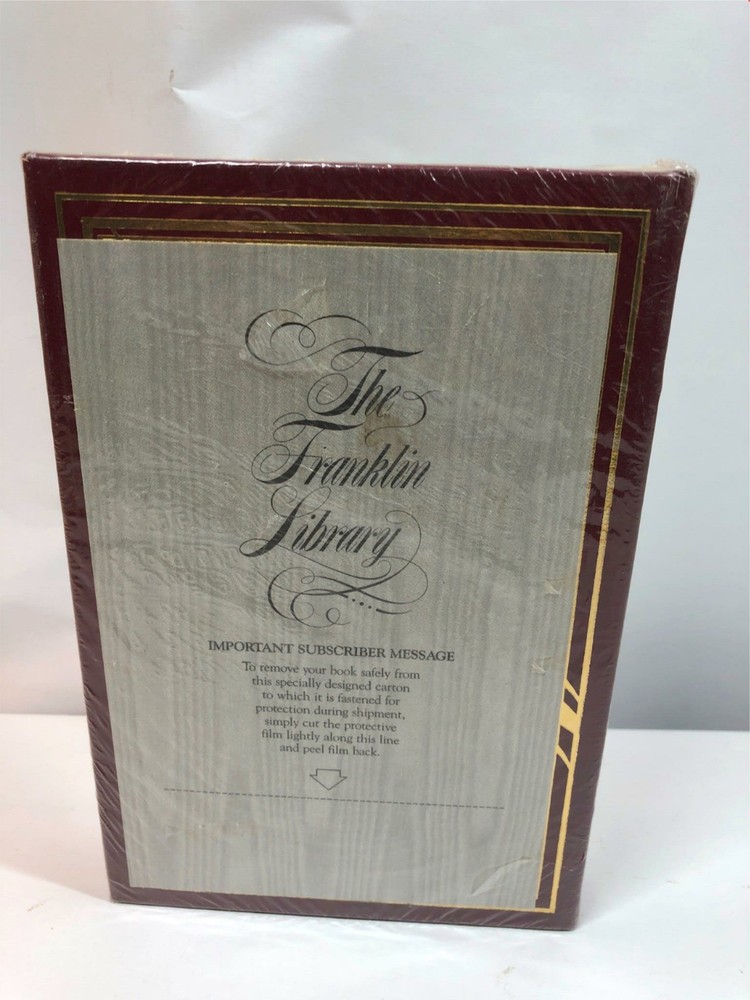 The
Franklin
Library
IMPORTANT SUBSCRIBER MESSAGE
To remove your book safely from
this specially designed carton
to which it is fastened for
protection during shipment,
simply cut the protective
film lightly along this line
and peel film back.